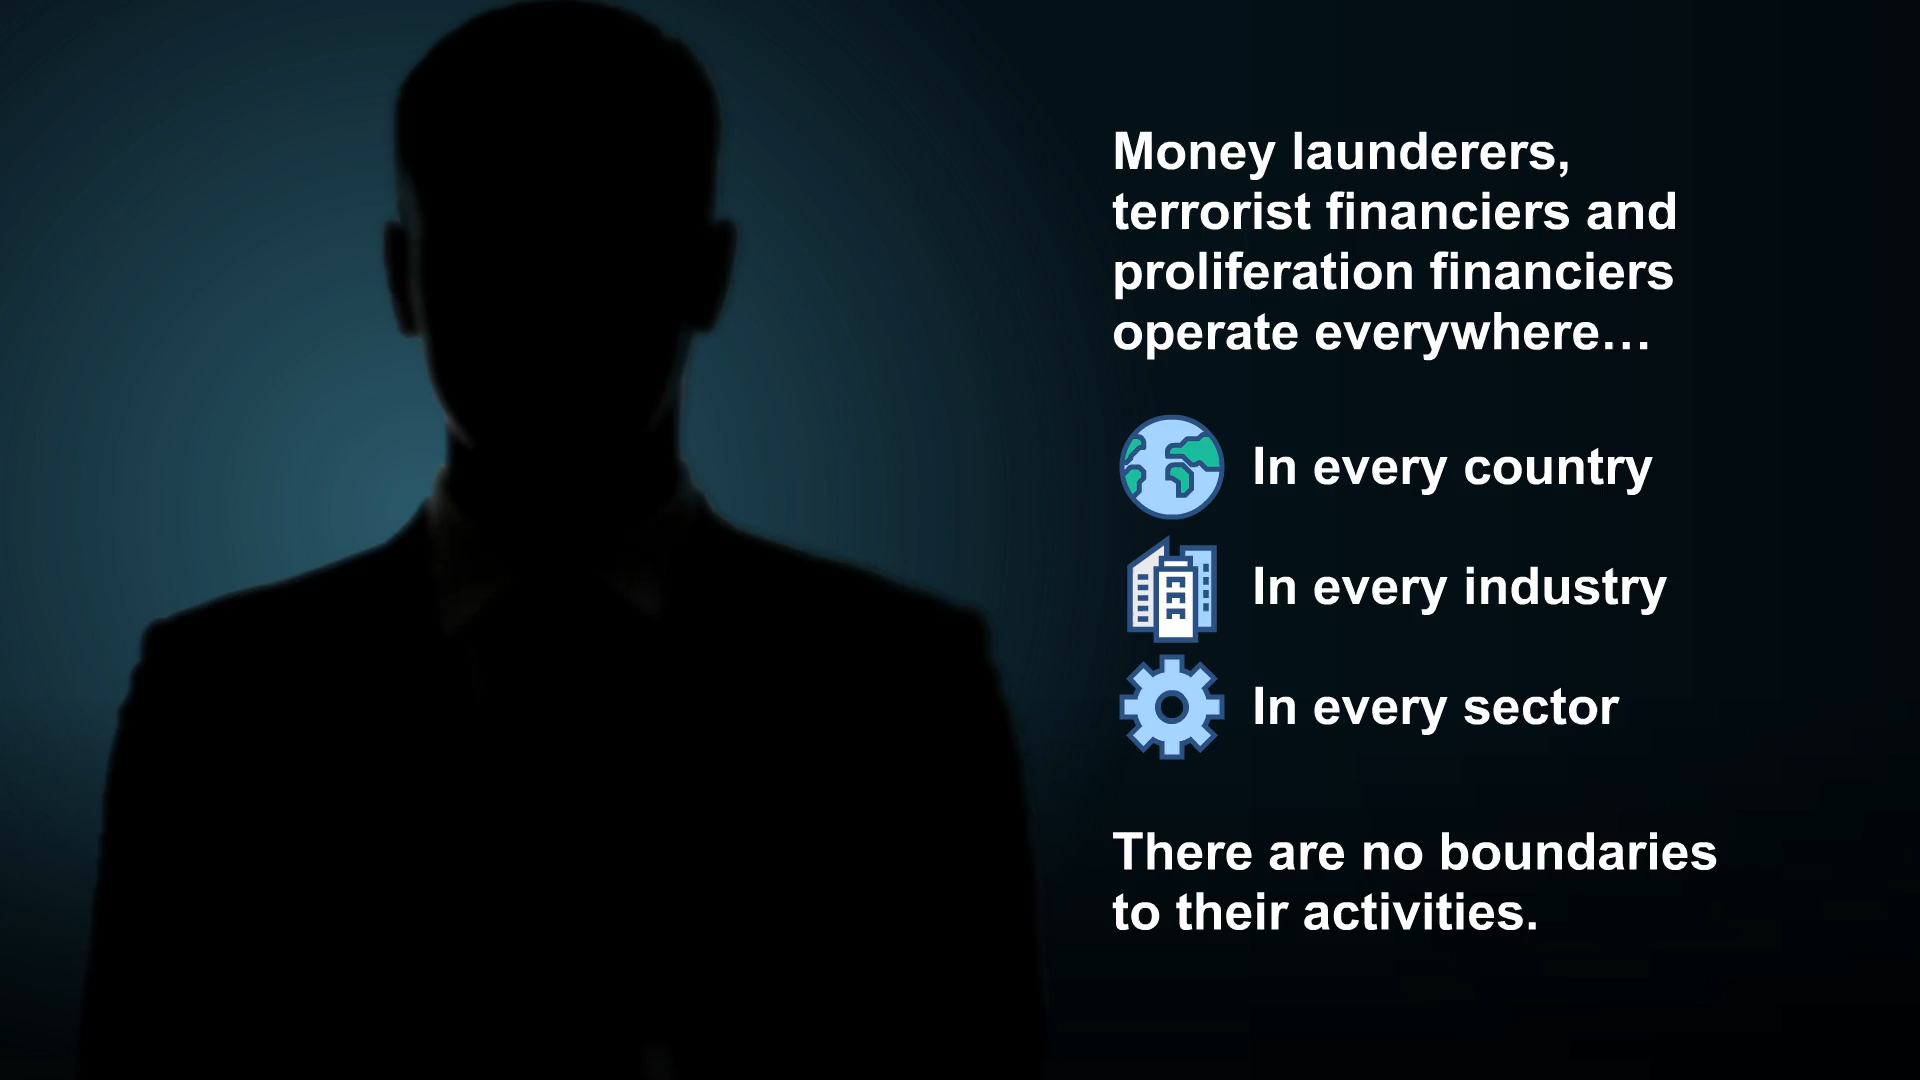 Money launderers,
terrorist financiers and
proliferation financiers
operate everywhere…
In every country
In every industry
In every sector
There are no boundaries
to their activities.